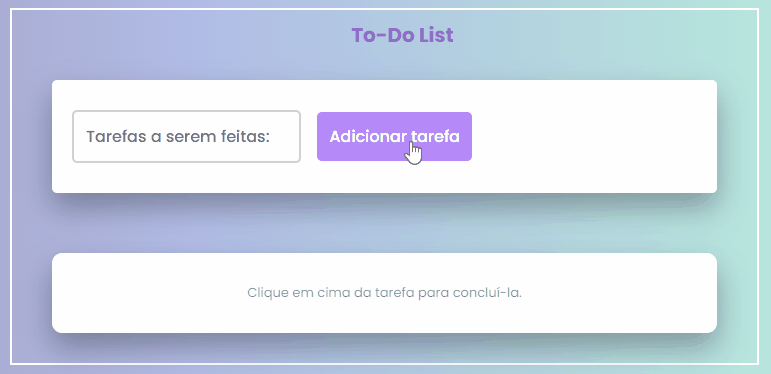 To-Do List
Tarefas a serem feitas:
Adicionar tarefa
Clique em cima da tarefa para concluí-la.